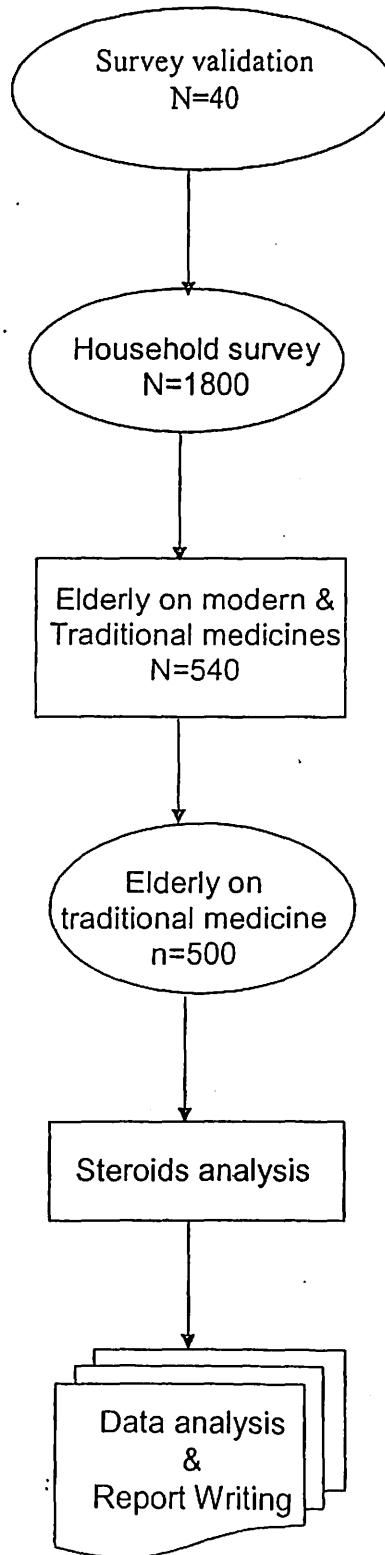 Survey validation
N=40
Household survey
N=1800
Elderly on modern &
Traditional medicines
N=540
Elderly on
traditional medicine
n=500
Steroids analysis
Data analysis
&
Report Writing